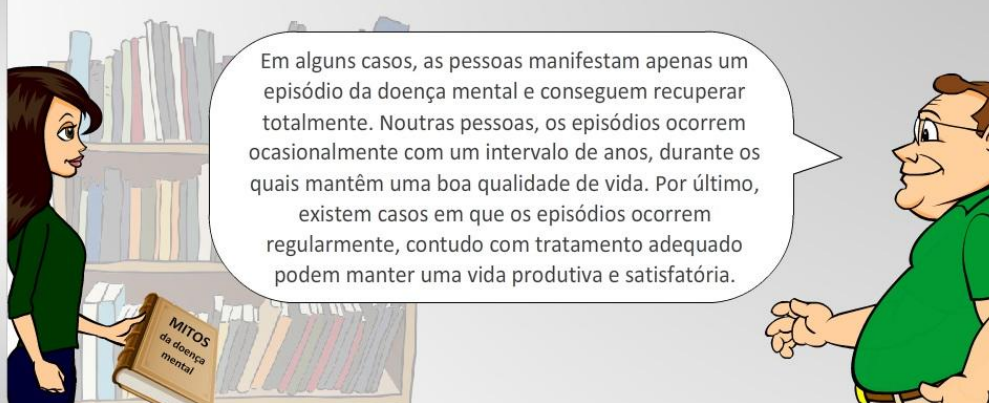 Em alguns casos, as pessoas manifestam apenas um
episódio da doença mental e conseguem recuperar
totalmente. Noutras pessoas, os episódios ocorrem
ocasionalmente com um intervalo de anos, durante os
quais mantêm uma boa qualidade de vida. Por último,
existem casos em que os episódios ocorrem
regularmente, contudo com tratamento adequado
podem manter uma vida produtiva e satisfatória.
MITOS
da doença
mental